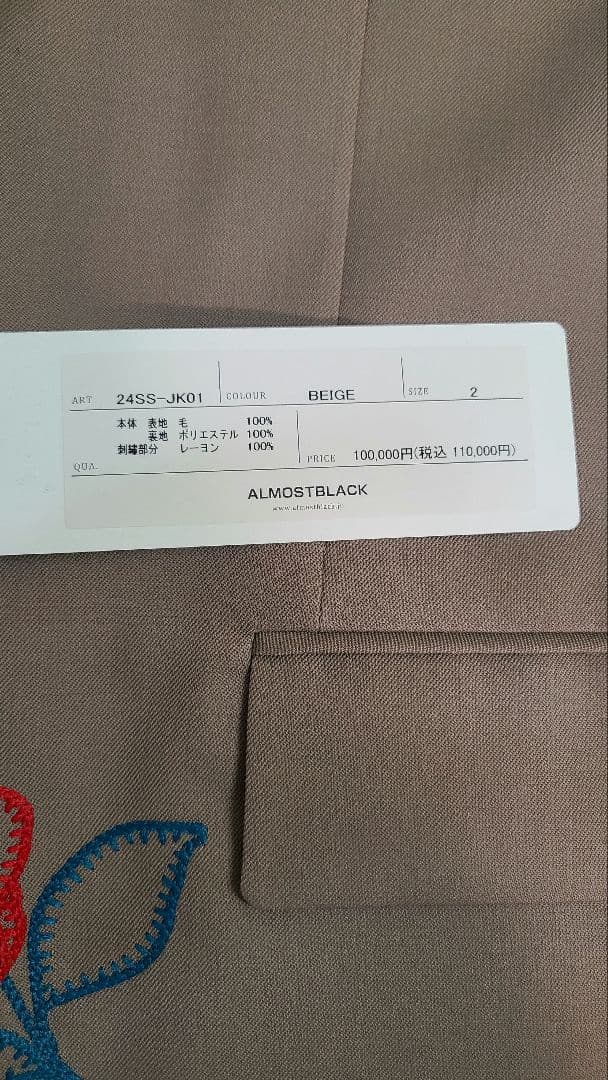 ART 24SS-JK01 COLOUR BEIGE SIZE 2
本体 表地 毛 100%
裏地 ポリエステル 100%
刺繍部分 レーヨン 100%
QUA. PRICE 100,000円(税込 110,000円)
ALMOSTBLACK